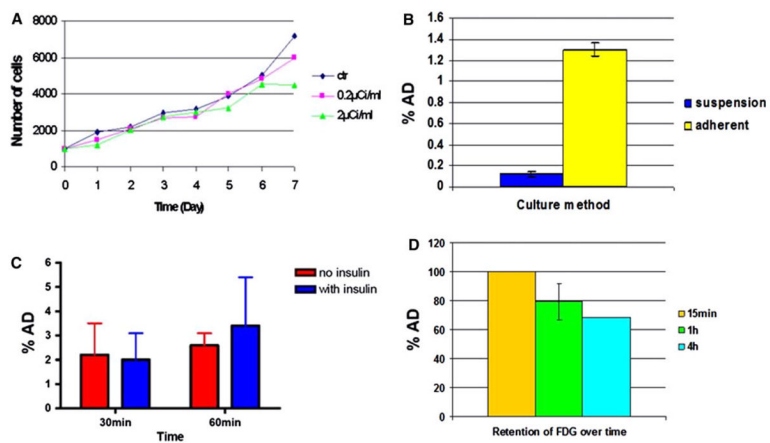 A
Number of cells
8000
6000
4000
2000
0
0 1 2 3 4 5 6 7
Time (Day)
ctr
0.2µCi/ml
2µCi/ml
B
% AD
1.6
1.4
1.2
1
0.8
0.6
0.4
0.2
0
Culture method
suspension
adherent
C
% AD
6
5
4
3
2
1
0
30min 60min
Time
no insulin
with insulin
D
% AD
120
100
80
60
40
20
0
Retention of FDG over time
15min
1h
4h